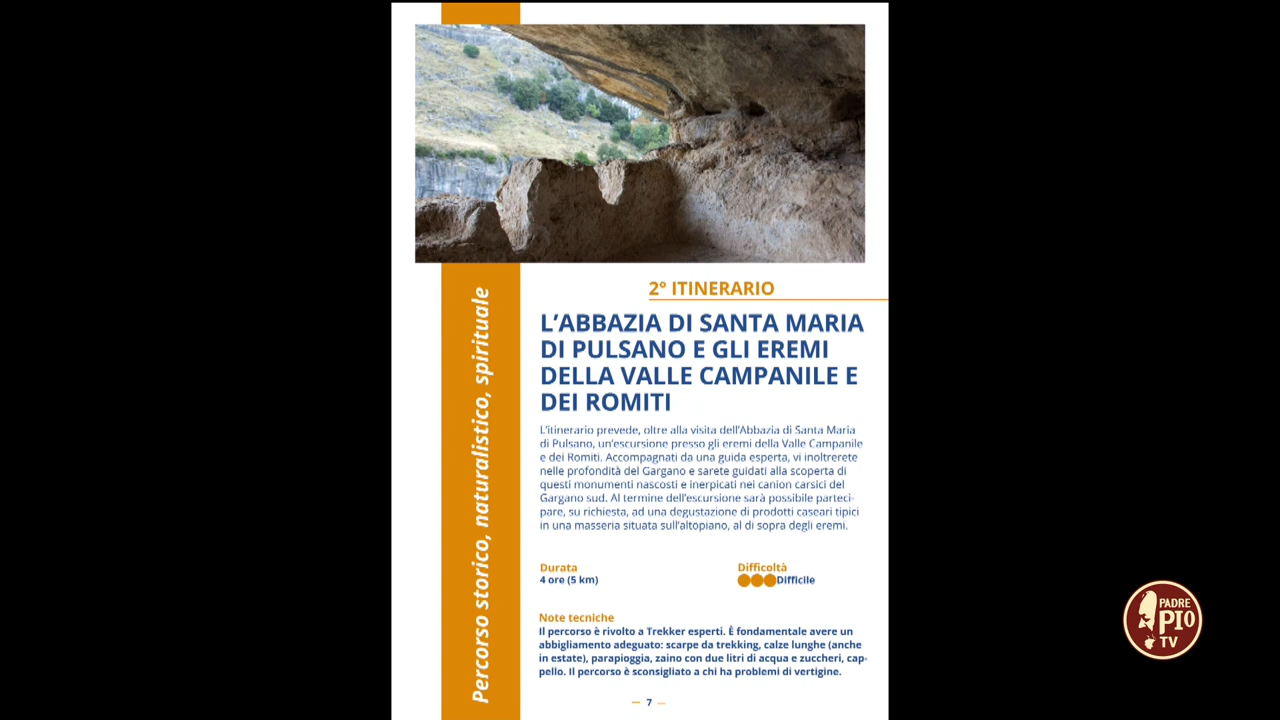 2° ITINERARIO
L'ABBAZIA DI SANTA MARIA
DI PULSANO E GLI EREMI
DELLA VALLE CAMPANILE E
DEI ROMITI
L'itinerario prevede, oltre alla visita dell'Abbazia di Santa Maria
di Pulsano, un'escursione presso gli eremi della Valle Campanile
e dei Romiti. Accompagnati da una guida esperta, vi inoltrerete
nelle profondità del Gargano e sarete guidati alla scoperta di
questi monumenti nascosti e inerpicati nei canion carsici del
Gargano sud. Al termine dell'escursione sarà possibile parteci-
pare, su richiesta, ad una degustazione di prodotti caseari tipici
in una masseria situata sull'altopiano, al di sopra degli eremi.
Durata
4 ore (5 km)
Difficoltà
Difficile
Note tecniche
Il percorso è rivolto a Trekker esperti. È fondamentale avere un
abbigliamento adeguato: scarpe da trekking, calze lunghe (anche
in estate), parapioggia, zaino con due litri di acqua e zuccheri, cap-
pello. Il percorso è sconsigliato a chi ha problemi di vertigine.
7
Percorso storico, naturalistico, spirituale
PADRE
PIO
TV